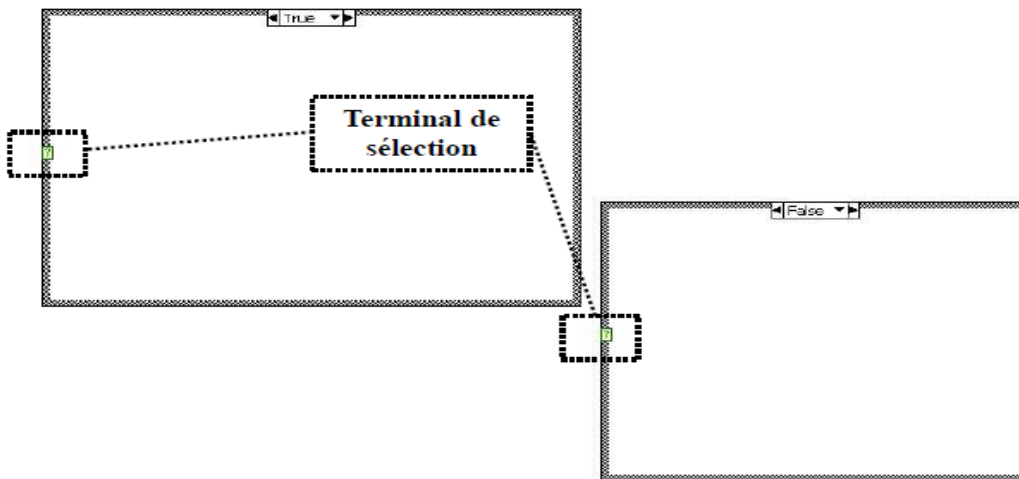 True
Terminal de
sélection
?
False
?